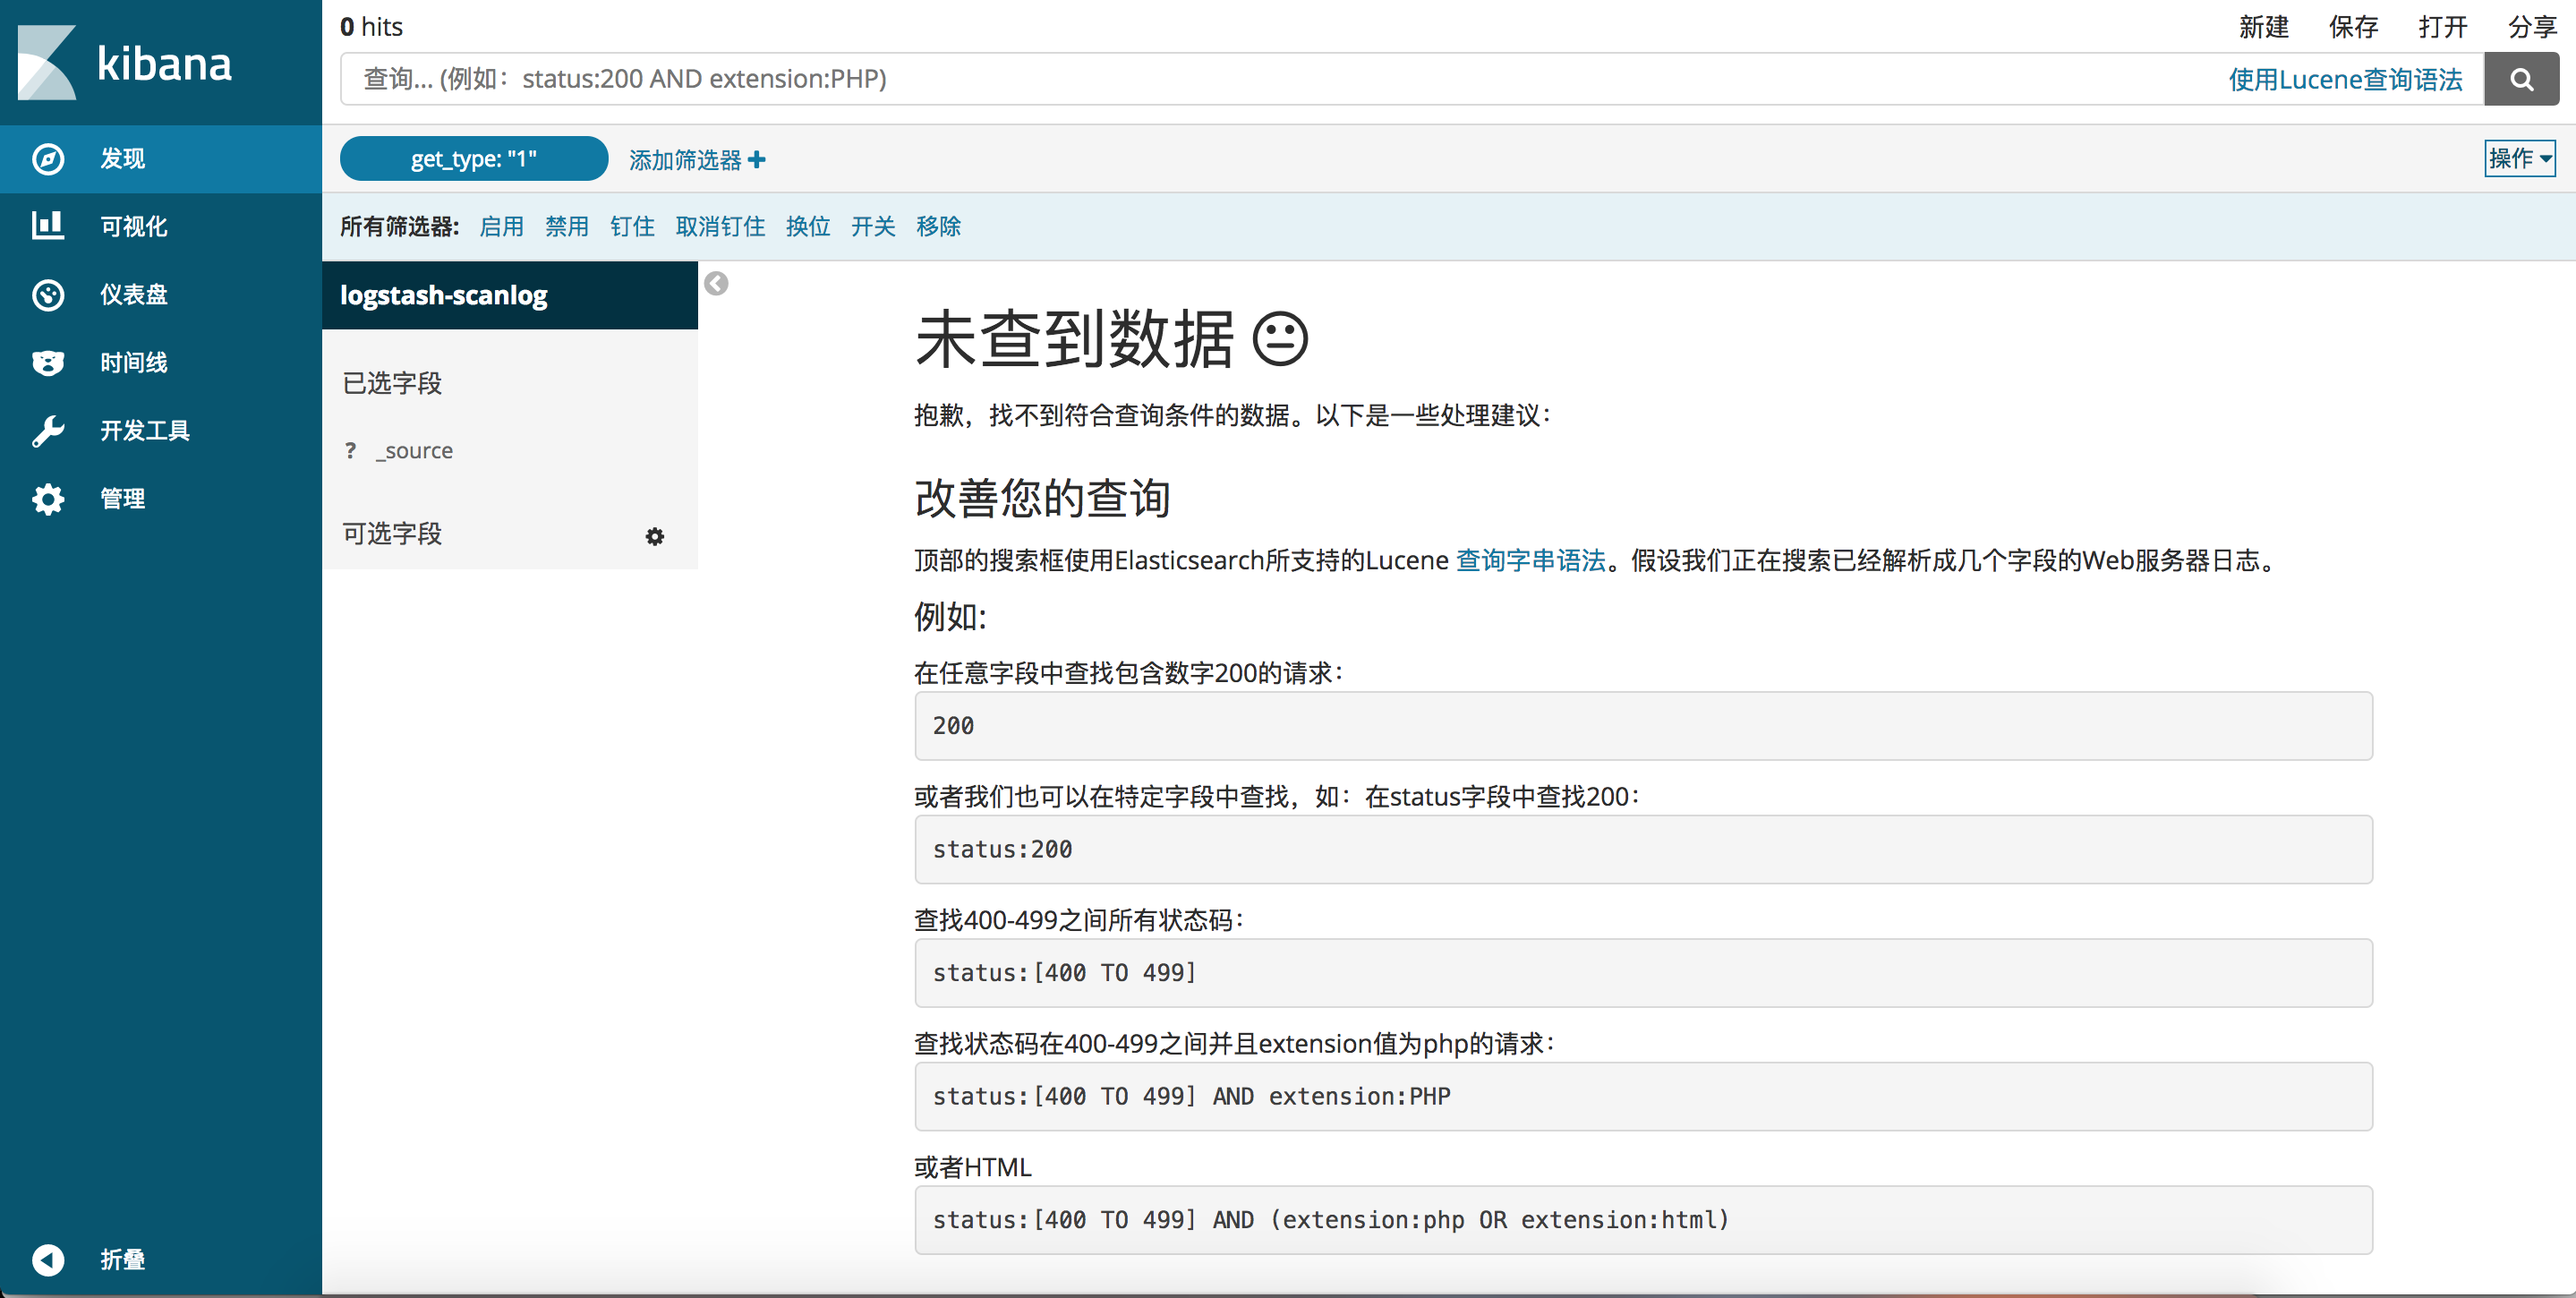 kibana
发现
可视化
仪表盘
时间线
开发工具
管理
折叠
0 hits
新建 保存 打开 分享
查询... (例如：status:200 AND extension:PHP)
使用Lucene查询语法
get_type: "1"
添加筛选器
操作
所有筛选器: 启用 禁用 钉住 取消钉住 换位 开关 移除
logstash-scanlog
已选字段
? _source
可选字段
未查到数据
抱歉，找不到符合查询条件的数据。以下是一些处理建议：
改善您的查询
顶部的搜索框使用Elasticsearch所支持的Lucene 查询字串语法。假设我们正在搜索已经解析成几个字段的Web服务器日志。
例如:
在任意字段中查找包含数字200的请求：
200
或者我们也可以在特定字段中查找，如：在status字段中查找200：
status:200
查找400-499之间所有状态码：
status:[400 TO 499]
查找状态码在400-499之间并且extension值为php的请求：
status:[400 TO 499] AND extension:PHP
或者HTML
status:[400 TO 499] AND (extension:php OR extension:html)